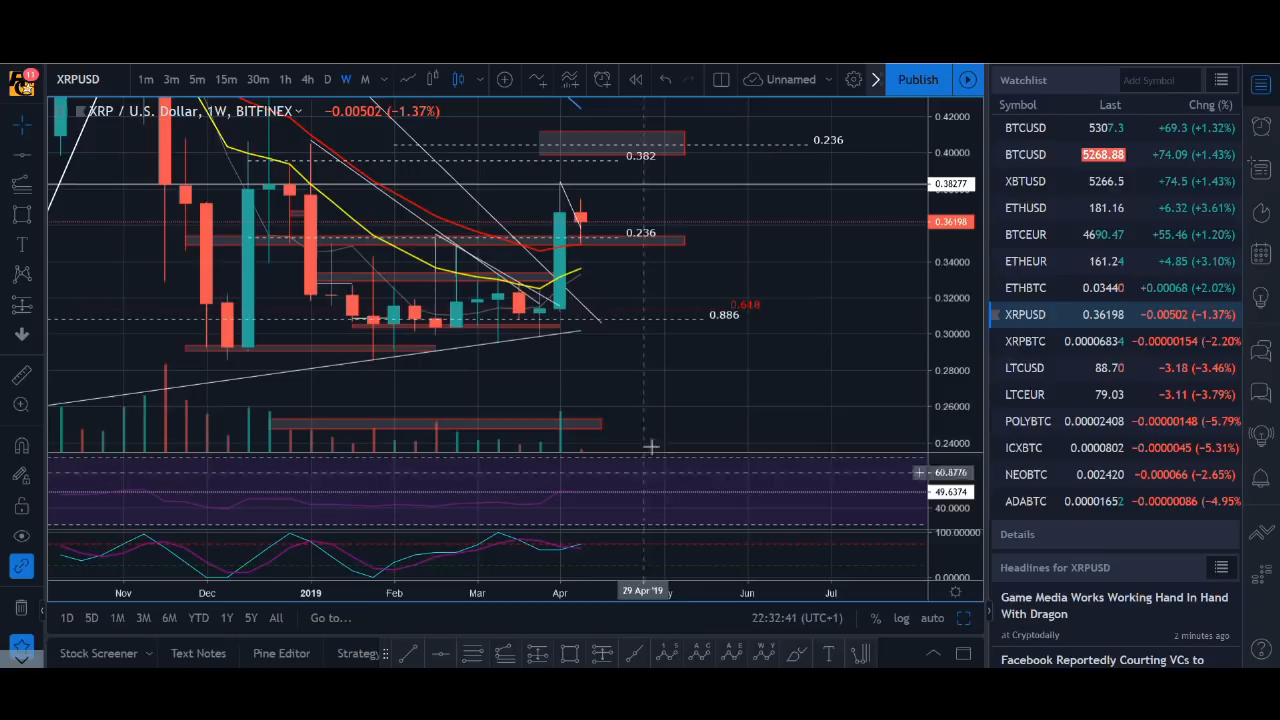 11
XRPUSD 1m 3m 5m 15m 30m 1h 4h D W M Unnamed Publish
XRP / U.S. Dollar, 1W, BITFINEX −0.00502 (−1.37%)
0.42000
0.40000
0.38277
0.36198
0.34000
0.32000
0.30000
0.28000
0.26000
0.24000
60.8776
49.6374
40.0000
100.00000
0.00000
0.236
0.382
0.236
0.618
0.886
Nov Dec 2019 Feb Mar Apr 29 Apr '19 Jun Jul
1D 5D 1M 3M 6M YTD 1Y 5Y All Go to... 22:32:41 (UTC+1) % log auto
Stock Screener Text Notes Pine Editor Strategy
Watchlist Add Symbol
Symbol Last Chng (%)
BTCUSD 5307.3 +69.3 (+1.32%)
BTCUSD 5268.88 +74.09 (+1.43%)
XBTUSD 5266.5 +74.5 (+1.43%)
ETHUSD 181.16 +6.32 (+3.61%)
BTCEUR 4690.47 +55.46 (+1.20%)
ETHEUR 161.24 +4.85 (+3.10%)
ETHBTC 0.03440 +0.00068 (+2.02%)
XRPUSD 0.36198 −0.00502 (−1.37%)
XRPBTC 0.00006834 −0.00000154 (−2.20%
LTCUSD 88.70 −3.18 (−3.46%)
LTCEUR 79.03 −3.11 (−3.79%)
POLYBTC 0.00002408 −0.00000148 (−5.79%
ICXBTC 0.0000802 −0.0000045 (−5.31%)
NEOBTC 0.002420 −0.000066 (−2.65%)
ADABTC 0.00001652 −0.00000086 (−4.95%
Details
Headlines for XRPUSD
Game Media Works Working Hand In Hand
With Dragon
at Cryptodaily 2 minutes ago
Facebook Reportedly Courting VCs to